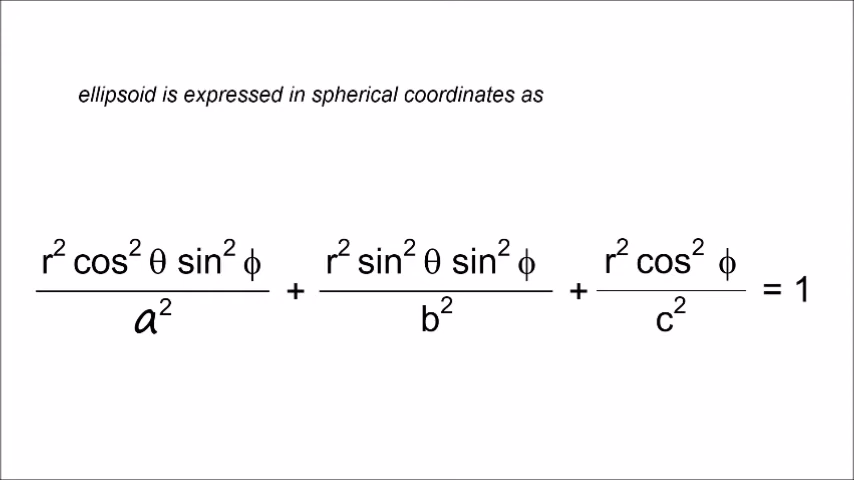 ellipsoid is expressed in spherical coordinates as
r² cos² θ sin² ϕ / a² + r² sin² θ sin² ϕ / b² + r² cos² ϕ / c² = 1